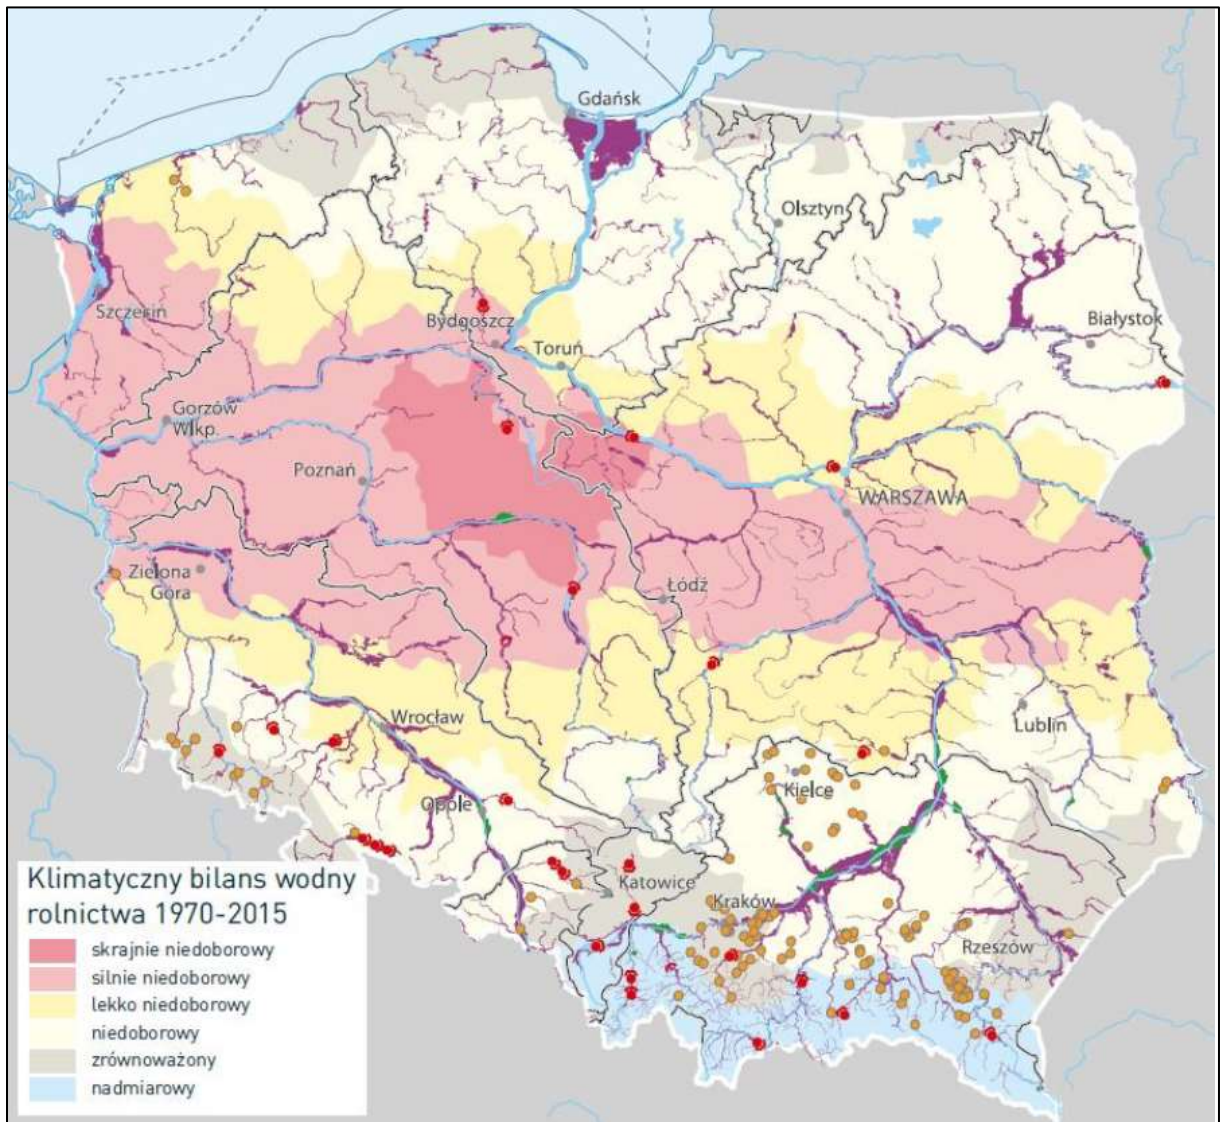 Gdańsk
Olsztyn
Szczecin
Bydgoszcz
Białystok
Toruń
Gorzów
Wlkp.
Poznań
WARSZAWA
Zielona
Góra
Łódź
Wrocław
Lublin
Kielce
Opole
Katowice
Kraków
Rzeszów
Klimatyczny bilans wodny
rolnictwa 1970-2015
skrajnie niedoborowy
silnie niedoborowy
lekko niedoborowy
niedoborowy
zrównoważony
nadmiarowy